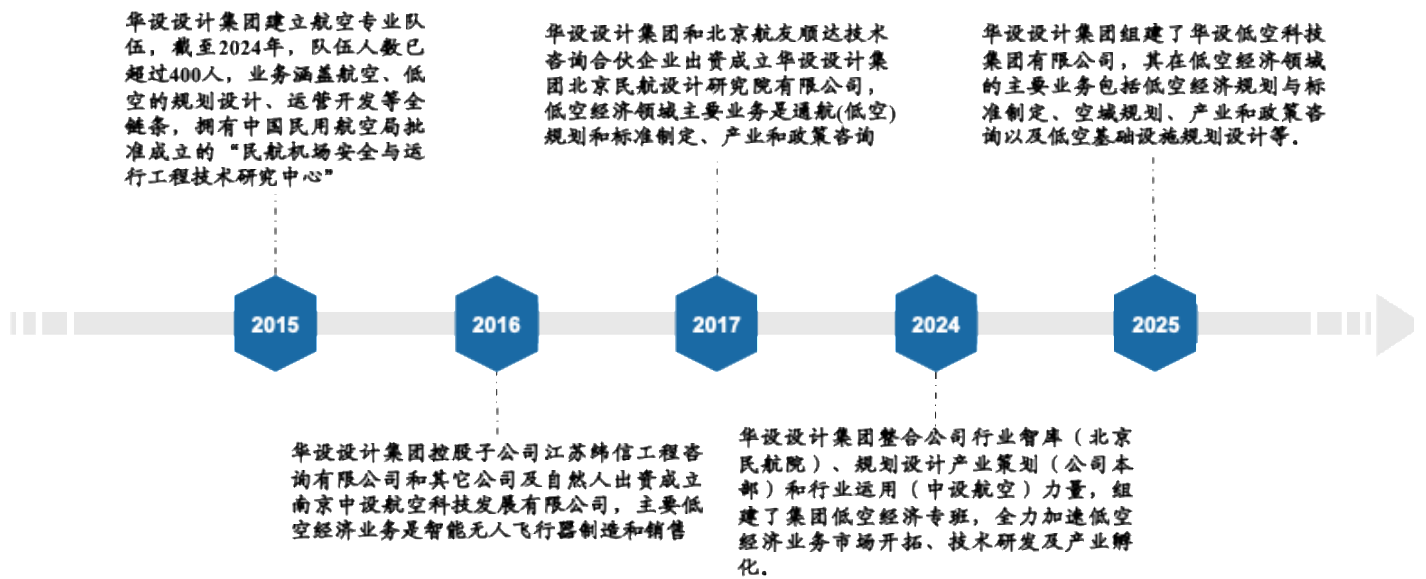 华设设计集团建立航空专业队
伍，截至2024年，队伍人数已
超过400人，业务涵盖航空、低
空的规划设计、运营开发等全
链条，拥有中国民用航空局批
准成立的“民航机场安全与运
行工程技术研究中心”
华设设计集团和北京航友顺达技术
咨询合伙企业出资成立华设设计集
团北京民航设计研究院有限公司，
低空经济领域主要业务是通航(低空)
规划和标准制定、产业和政策咨询
华设设计集团组建了华设低空科技
集团有限公司，其在低空经济领域
的主要业务包括低空经济规划与标
准制定、空域规划、产业和政策咨
询以及低空基础设施规划设计等.
2015
2016
2017
2024
2025
华设设计集团控股子公司江苏纬信工程咨
询有限公司和其它公司及自然人出资成立
南京中设航空科技发展有限公司，主要低
空经济业务是智能无人飞行器制造和销售
华设设计集团整合公司行业智库（北京
民航院）、规划设计产业策划（公司本
部）和行业运用（中设航空）力量，组
建了集团低空经济专班，全力加速低空
经济业务市场开拓、技术研发及产业孵
化.